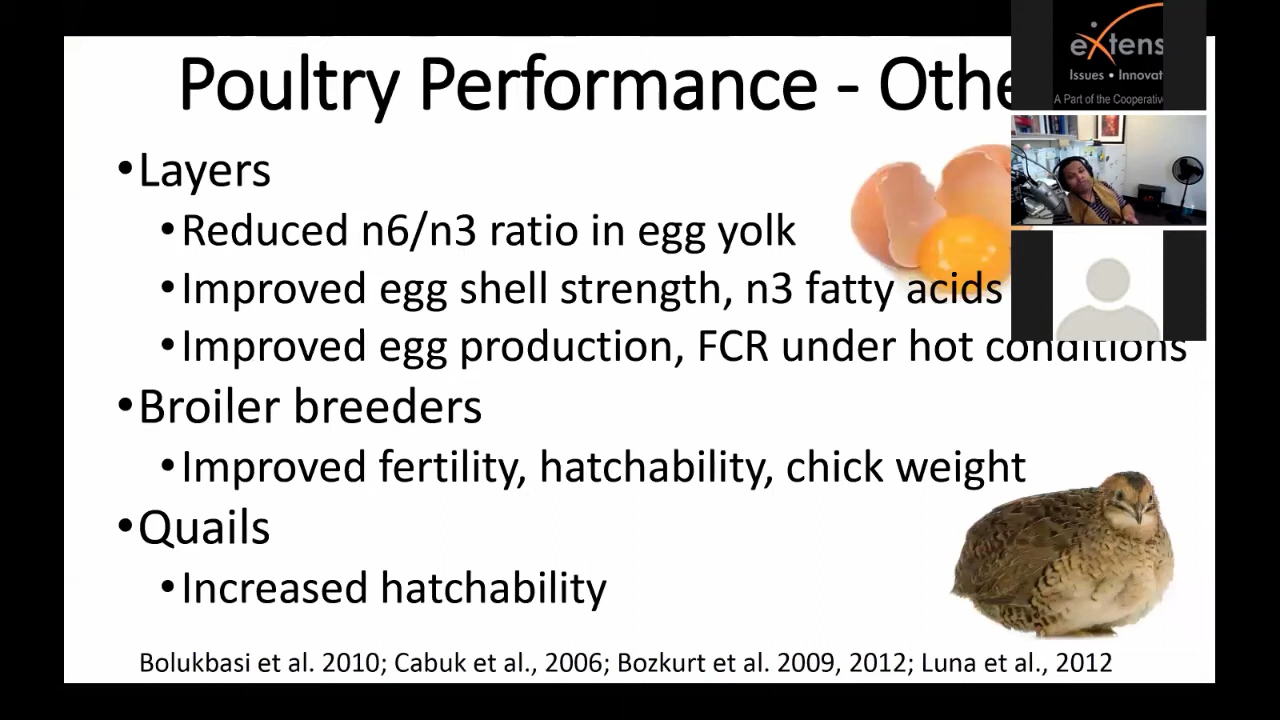 Poultry Performance - Othe
•Layers
•Reduced n6/n3 ratio in egg yolk
•Improved egg shell strength, n3 fatty acids
•Improved egg production, FCR under hot conditions
•Broiler breeders
•Improved fertility, hatchability, chick weight
•Quails
•Increased hatchability
Bolukbasi et al. 2010; Cabuk et al., 2006; Bozkurt et al. 2009, 2012; Luna et al., 2012
eXtens
Issues • Innovat
A Part of the Cooperativ